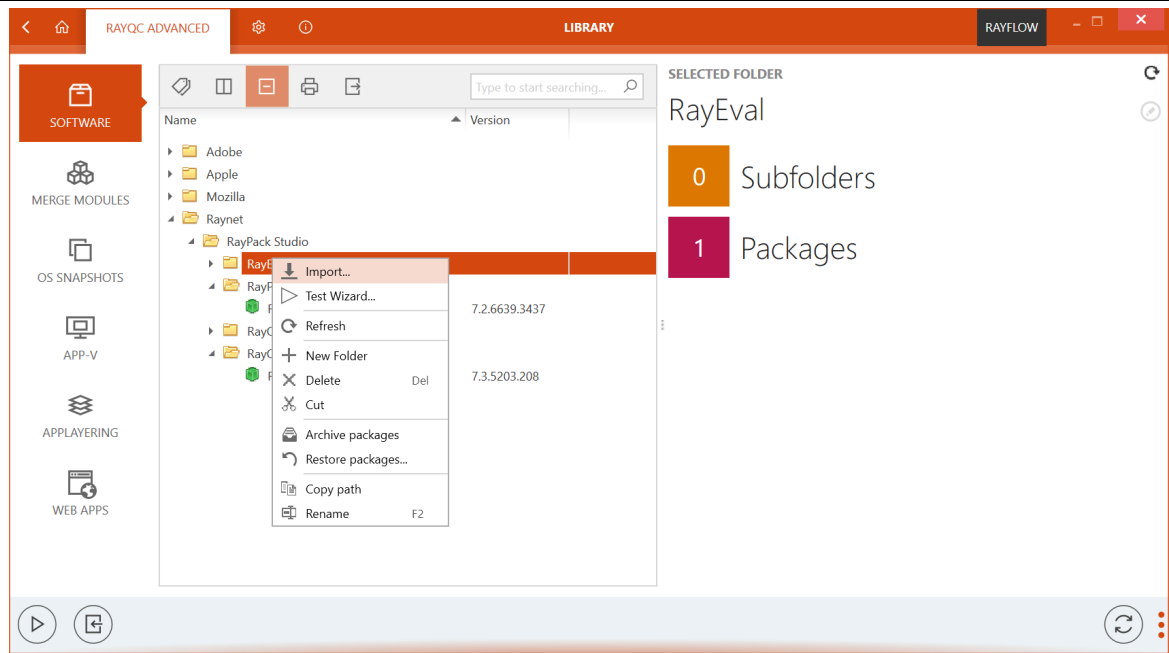 RAYQC ADVANCED
LIBRARY
RAYFLOW
SOFTWARE
MERGE MODULES
OS SNAPSHOTS
APP-V
APPLAYERING
WEB APPS
Type to start searching...
Name Version
Adobe
Apple
Mozilla
Raynet
RayPack Studio
7.2.6639.3437
7.3.5203.208
Import...
Test Wizard...
Refresh
New Folder
Delete Del
Cut
Archive packages
Restore packages...
Copy path
Rename F2
SELECTED FOLDER
RayEval
0 Subfolders
1 Packages